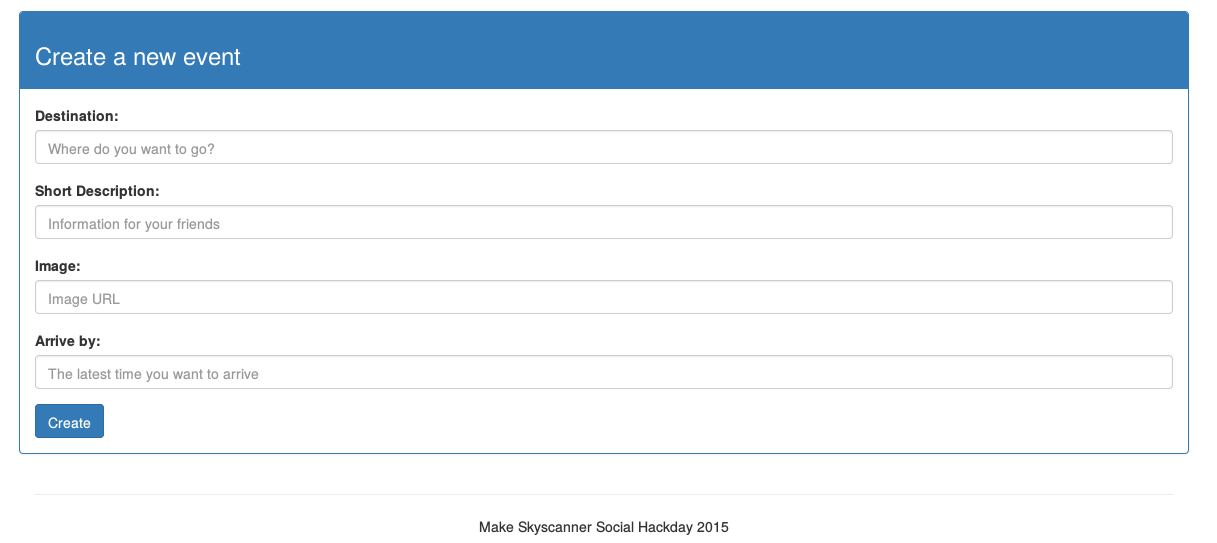 Create a new event
Destination:
Where do you want to go?
Short Description:
Information for your friends
Image:
Image URL
Arrive by:
The latest time you want to arrive
Create
Make Skyscanner Social Hackday 2015